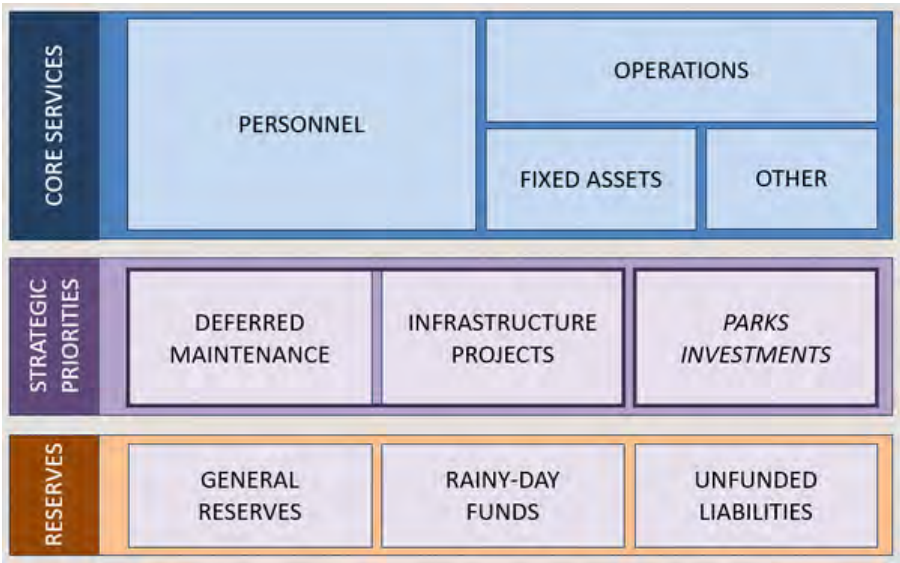 CORE SERVICES
PERSONNEL
OPERATIONS
FIXED ASSETS
OTHER
STRATEGIC
PRIORITIES
DEFERRED
MAINTENANCE
INFRASTRUCTURE
PROJECTS
PARKS
INVESTMENTS
RESERVES
GENERAL
RESERVES
RAINY-DAY
FUNDS
UNFUNDED
LIABILITIES